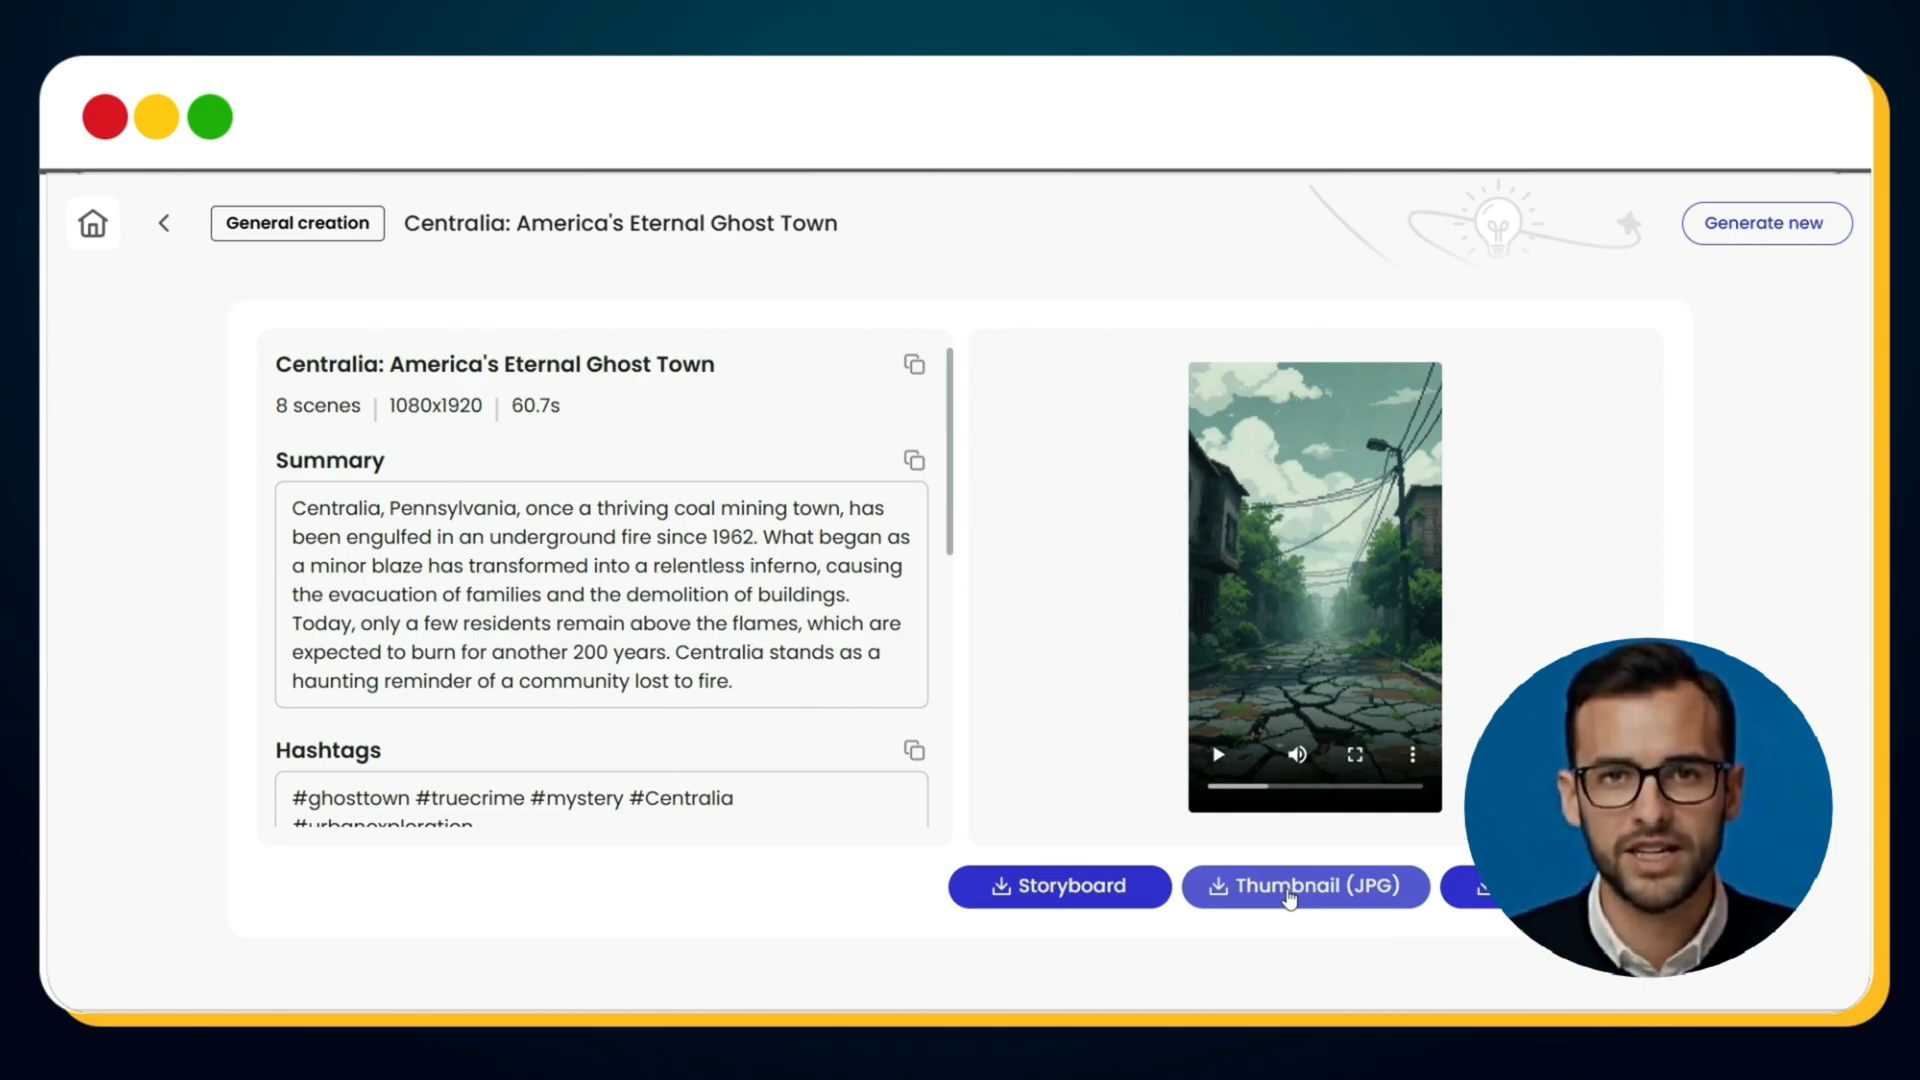 General creation
Centralia: America's Eternal Ghost Town
Generate new
Centralia: America's Eternal Ghost Town
8 scenes | 1080x1920 | 60.7s
Summary
Centralia, Pennsylvania, once a thriving coal mining town, has
been engulfed in an underground fire since 1962. What began as
a minor blaze has transformed into a relentless inferno, causing
the evacuation of families and the demolition of buildings.
Today, only a few residents remain above the flames, which are
expected to burn for another 200 years. Centralia stands as a
haunting reminder of a community lost to fire.
Hashtags
#ghosttown #truecrime #mystery #Centralia
#urbanexploration
Storyboard
Thumbnail (JPG)